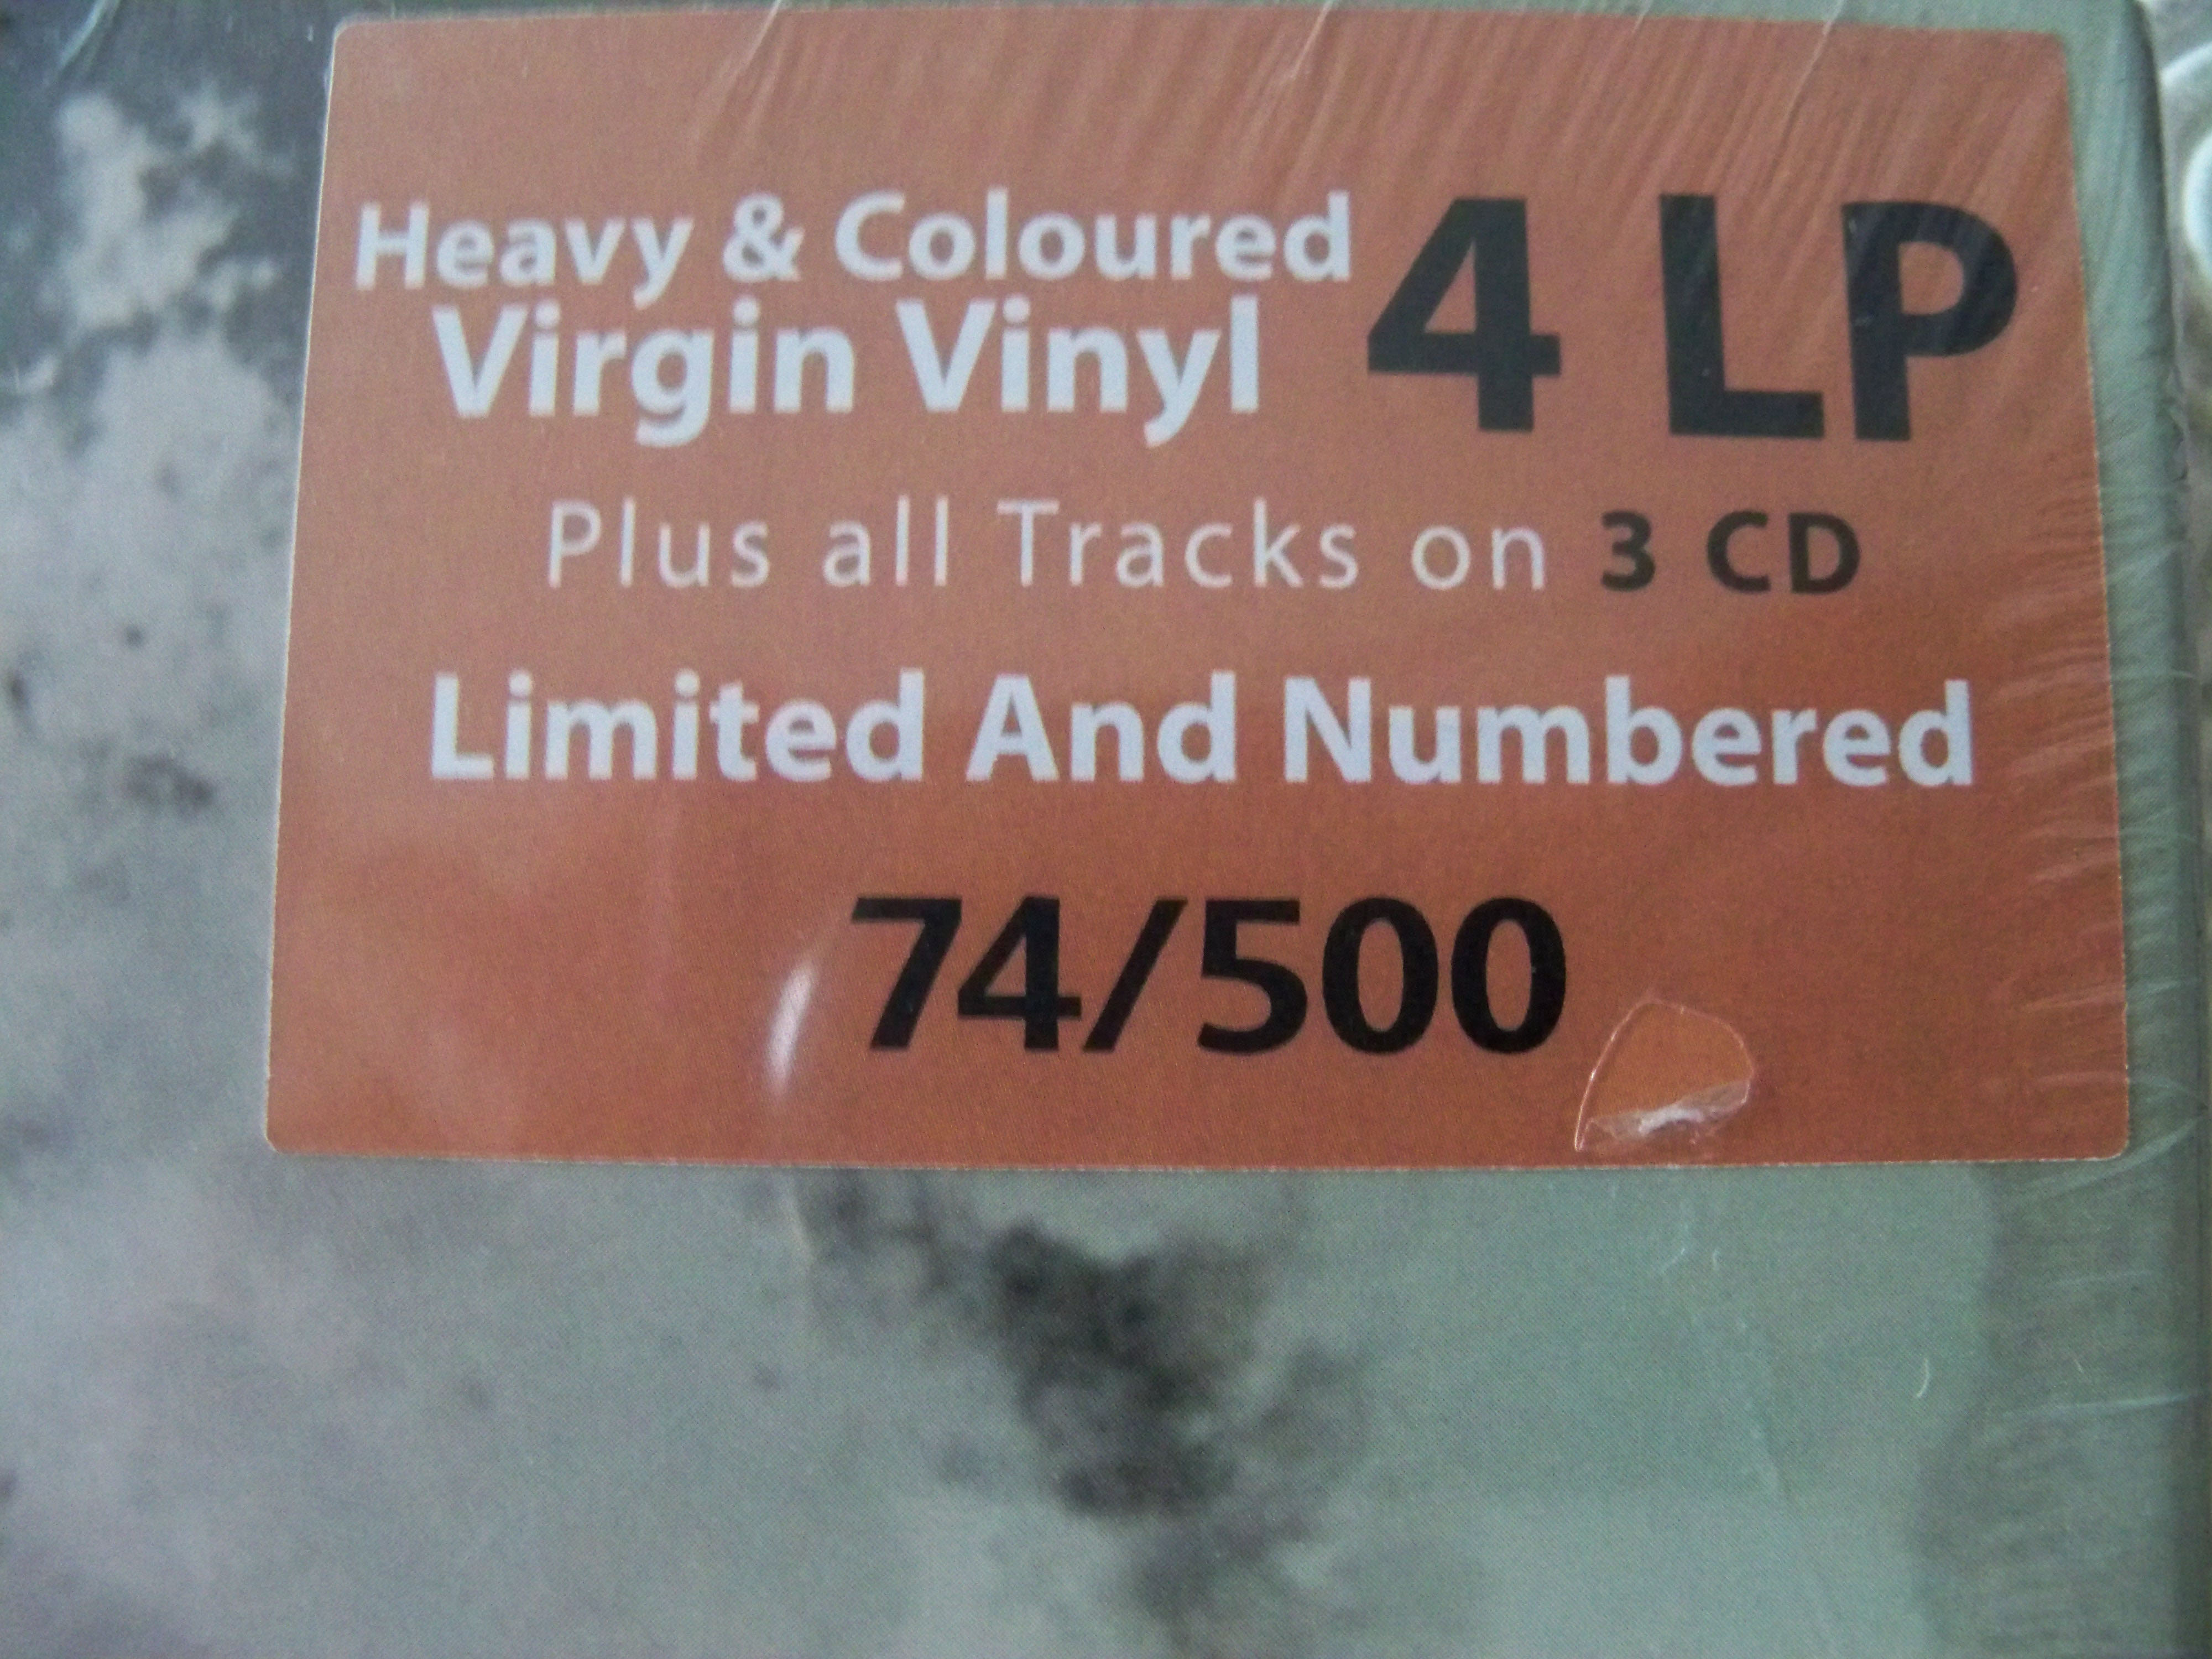 Heavy & Coloured
Virgin Vinyl
4 LP
Plus all Tracks on 3 CD
Limited And Numbered
74/500